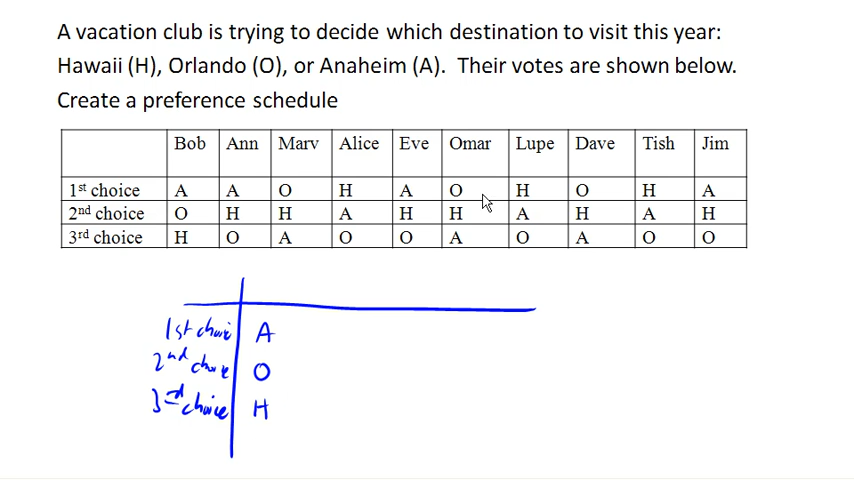 A vacation club is trying to decide which destination to visit this year:
Hawaii (H), Orlando (O), or Anaheim (A).  Their votes are shown below.
Create a preference schedule
Bob Ann Marv Alice Eve Omar Lupe Dave Tish Jim
1st choice A A O H A O H O H A
2nd choice O H H A H H A H A H
3rd choice H O A O O A O A O O
1st choice A
2nd choice O
3rd choice H